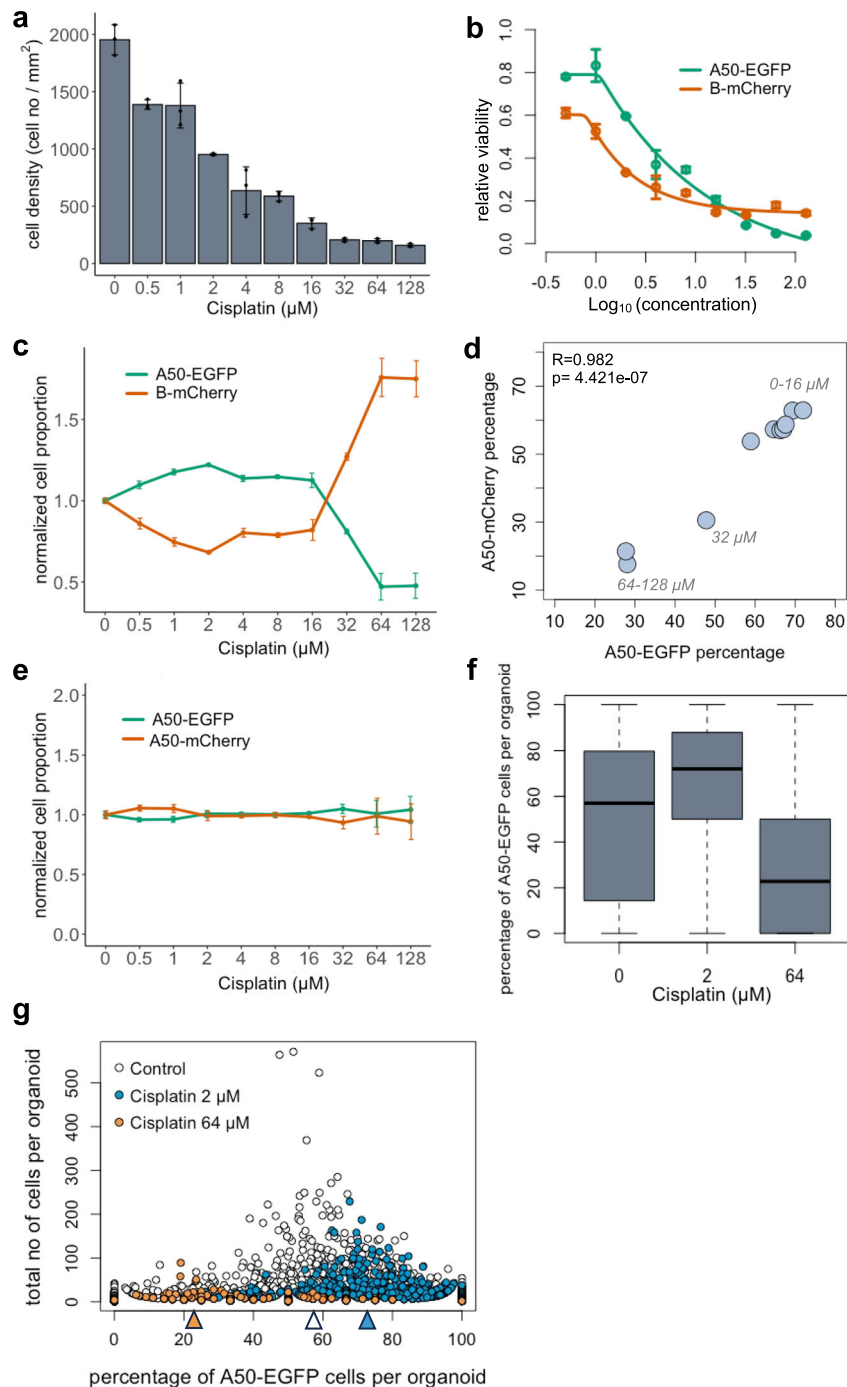 a
cell density (cell no / mm²)
2000
1500
1000
500
0
0 0.5 1 2 4 8 16 32 64 128
Cisplatin (µM)
b
relative viability
1.0
0.8
0.6
0.4
0.2
0.0
A50-EGFP
B-mCherry
-0.5 0.0 0.5 1.0 1.5 2.0
Log₁₀ (concentration)
c
normalized cell proportion
A50-EGFP
B-mCherry
1.5
1.0
0.5
0 0.5 1 2 4 8 16 32 64 128
Cisplatin (µM)
d
A50-mCherry percentage
R=0.982
p= 4.421e-07
0-16 µM
32 µM
64-128 µM
70
50
30
10
10 20 30 40 50 60 70 80
A50-EGFP percentage
e
normalized cell proportion
2.0
1.5
1.0
0.5
0.0
A50-EGFP
A50-mCherry
0 0.5 1 2 4 8 16 32 64 128
Cisplatin (µM)
f
percentage of A50-EGFP cells per organoid
100
80
60
40
20
0
0 2 64
Cisplatin (µM)
g
total no of cells per organoid
Control
Cisplatin 2 µM
Cisplatin 64 µM
500
400
300
200
100
0
0 20 40 60 80 100
percentage of A50-EGFP cells per organoid